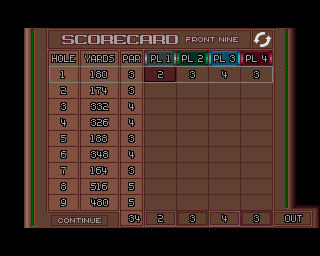 SCORECARD FRONT NINE
HOLE YARDS PAR PL 1 PL 2 PL 3 PL 4
1 180 3 2 3 4 3
2 174 3
3 332 4
4 326 4
5 188 3
6 348 4
7 164 3
8 516 5
9 480 5
CONTINUE 34 2 3 4 3 OUT